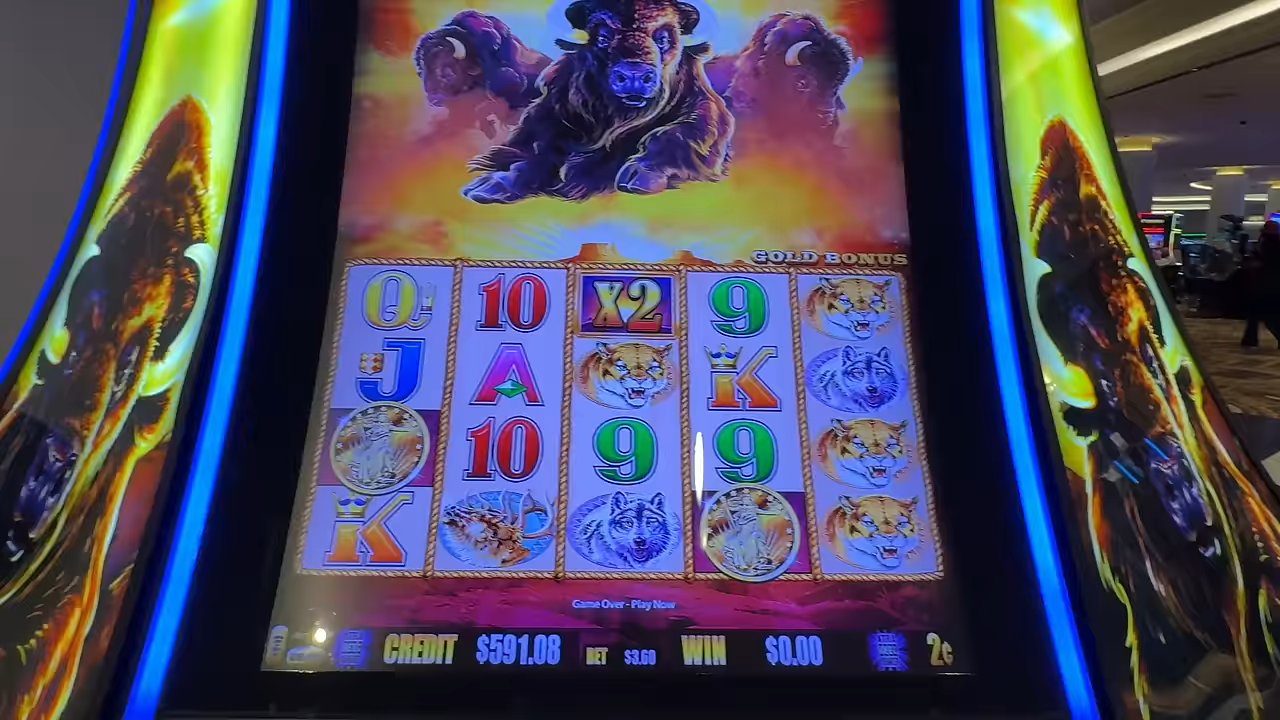 GOLD BONUS
Q 10 X2 9
J A K
10 9 9
K
Game Over - Play Now
CREDIT $591.08 BET $3.60 WIN $0.00 2¢